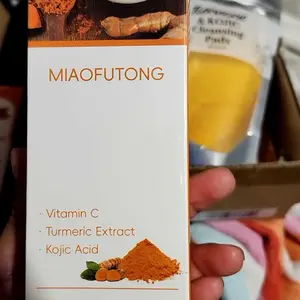 MIAOFUTONG
· Vitamin C
· Turmeric Extract
· Kojic Acid
& KOJIC
Cleansing
Pads